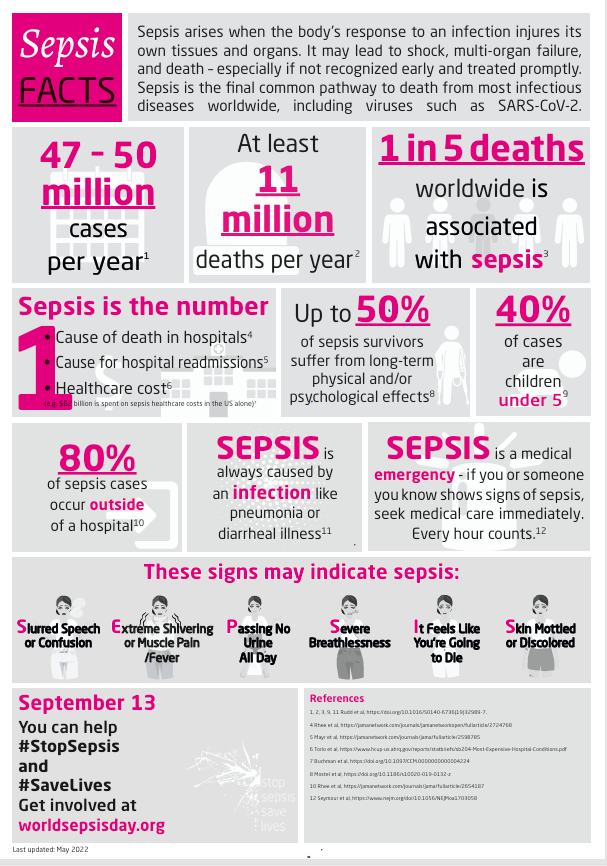 Sepsis
FACTS
Sepsis arises when the body's response to an infection injures its
own tissues and organs. It may lead to shock, multi-organ failure,
and death – especially if not recognized early and treated promptly.
Sepsis is the final common pathway to death from most infectious
diseases worldwide, including viruses such as SARS-CoV-2.
47 – 50
million
cases
per year1
At least
11
million
deaths per year2
1 in 5 deaths
worldwide is
associated
with sepsis3
Sepsis is the number
1
• Cause of death in hospitals4
• Cause for hospital readmissions5
• Healthcare cost6
(e.g. $62 billion is spent on sepsis healthcare costs in the US alone)7
Up to 50%
of sepsis survivors
suffer from long-term
physical and/or
psychological effects8
40%
of cases
are
children
under 59
80%
of sepsis cases
occur outside
of a hospital10
SEPSIS is
always caused by
an infection like
pneumonia or
diarrheal illness11
SEPSIS is a medical
emergency - if you or someone
you know shows signs of sepsis,
seek medical care immediately.
Every hour counts.12
These signs may indicate sepsis:
Slurred Speech
or Confusion
Extreme Shivering
or Muscle Pain
/Fever
Passing No
Urine
All Day
Severe
Breathlessness
It Feels Like
You're Going
to Die
Skin Mottled
or Discolored
September 13
You can help
#StopSepsis
and
#SaveLives
Get involved at
worldsepsisday.org
stop
sepsis
save
lives
References
1, 2, 3, 9, 11 Rudd et al, https://doi.org/10.1016/S0140-6736(19)32989-7.
4 Rhee et al, https://jamanetwork.com/journals/jamanetworkopen/fullarticle/2724768
5 Mayr et al, https://jamanetwork.com/journals/jama/fullarticle/2598785
6 Torio et al, https://www.hcup-us.ahrq.gov/reports/statbriefs/sb204-Most-Expensive-Hospital-Conditions.pdf
7 Buchman et al, https://doi.org/10.1097/CCM.0000000000004224
8 Mostel et al, https://doi.org/10.1186/s10020-019-0132-z
10 Rhee et al, https://jamanetwork.com/journals/jama/fullarticle/2654187
12 Seymour et al, https://www.nejm.org/doi/10.1056/NEJMoa1703058
Last updated: May 2022